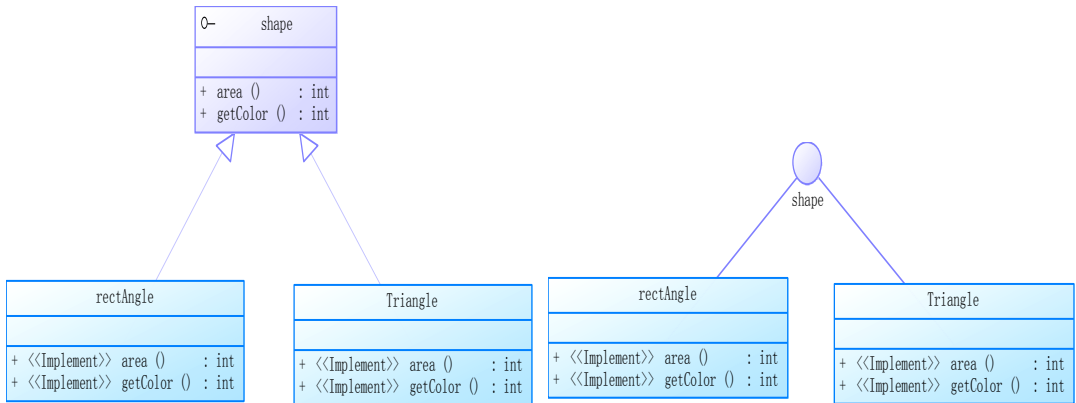 shape
+ area () : int
+ getColor () : int
shape
rectAngle
+ <<Implement>> area () : int
+ <<Implement>> getColor () : int
Triangle
+ <<Implement>> area () : int
+ <<Implement>> getColor () : int
rectAngle
+ <<Implement>> area () : int
+ <<Implement>> getColor () : int
Triangle
+ <<Implement>> area () : int
+ <<Implement>> getColor () : int